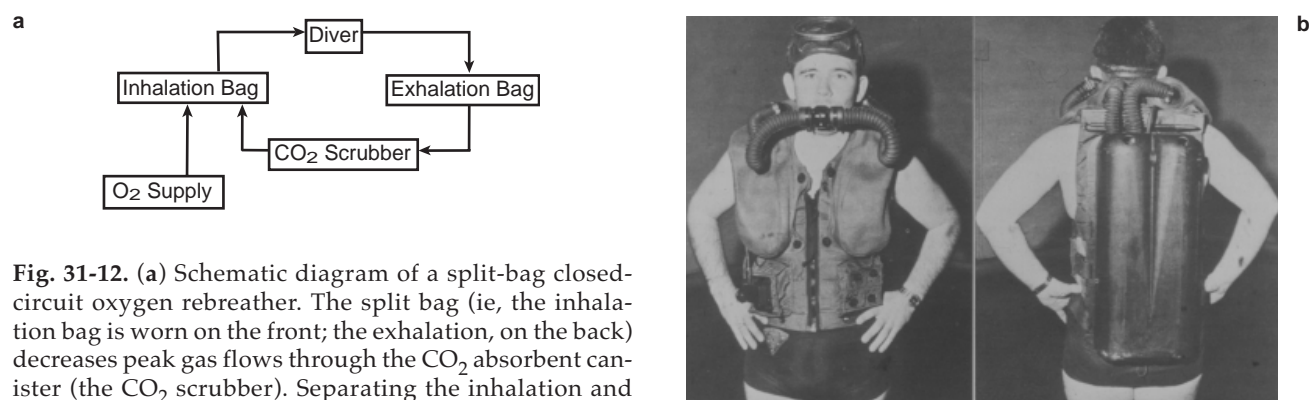 a
Diver
Inhalation Bag
Exhalation Bag
CO₂ Scrubber
O₂ Supply
b
Fig. 31-12. (a) Schematic diagram of a split-bag closed-
circuit oxygen rebreather. The split bag (ie, the inhala-
tion bag is worn on the front; the exhalation, on the back)
decreases peak gas flows through the CO₂ absorbent can-
ister (the CO₂ scrubber). Separating the inhalation and